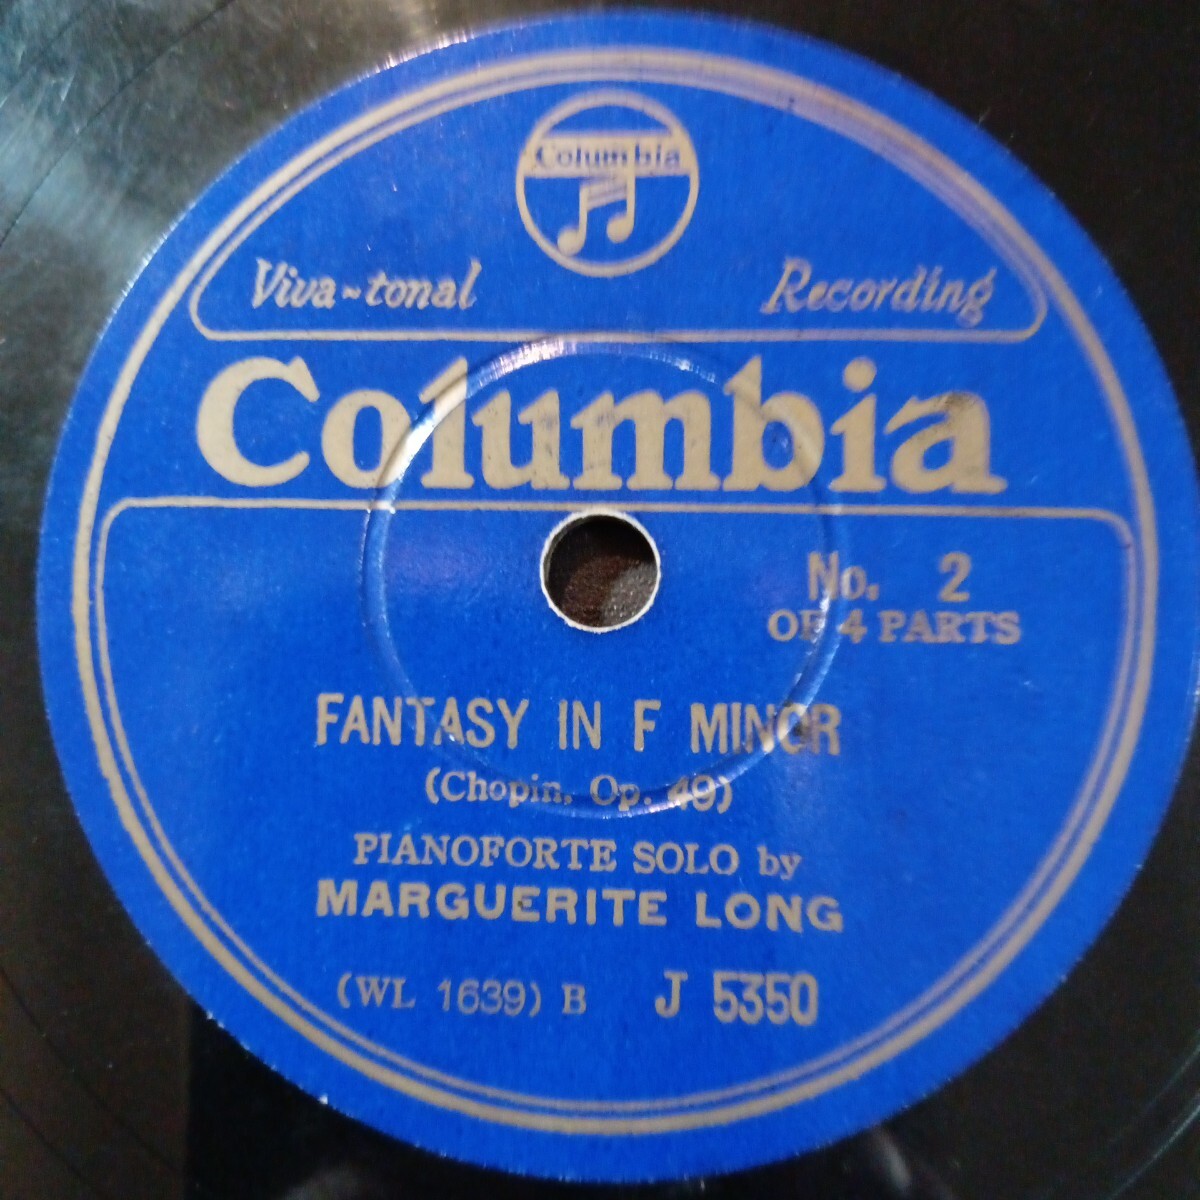 Columbia
Viva-tonal Recording
Columbia
No. 2
OF 4 PARTS
FANTASY IN F MINOR
(Chopin, Op. 49)
PIANOFORTE SOLO by
MARGUERITE LONG
(WL 1639) B J 5350